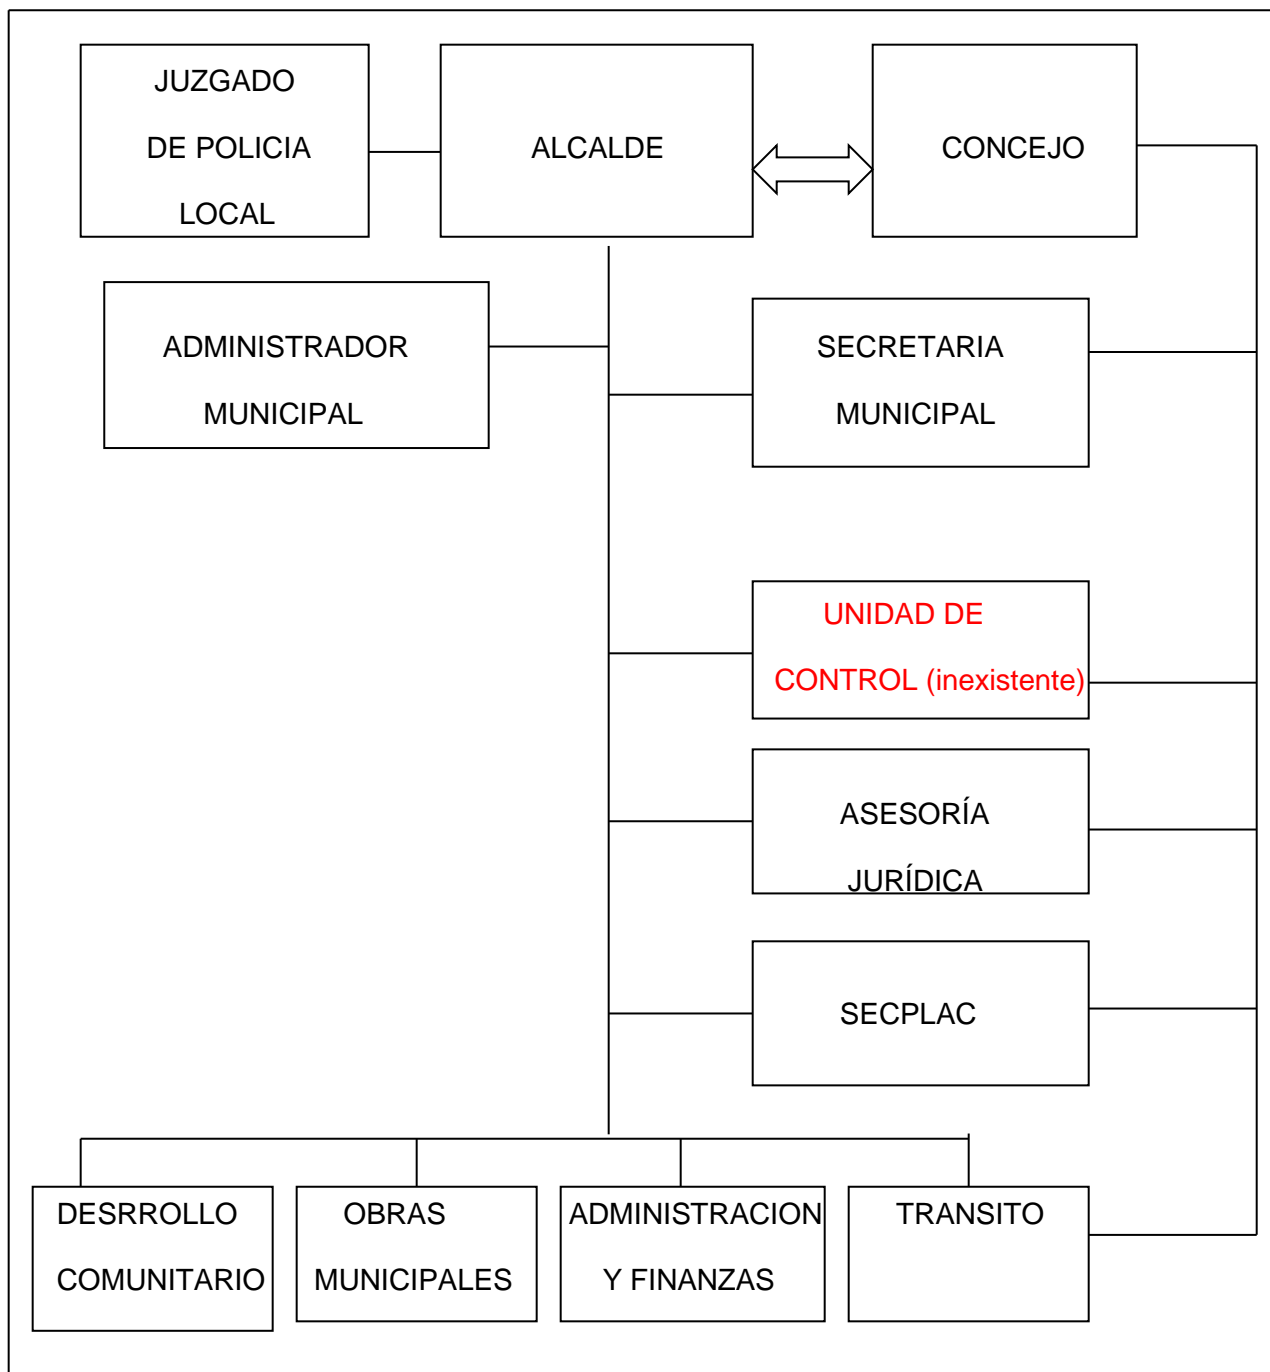 JUZGADO
DE POLICIA
LOCAL
ALCALDE
CONCEJO
ADMINISTRADOR
MUNICIPAL
SECRETARIA
MUNICIPAL
UNIDAD DE
CONTROL (inexistente)
ASESORÍA
JURÍDICA
SECPLAC
DESRROLLO
COMUNITARIO
OBRAS
MUNICIPALES
ADMINISTRACION
Y FINANZAS
TRANSITO